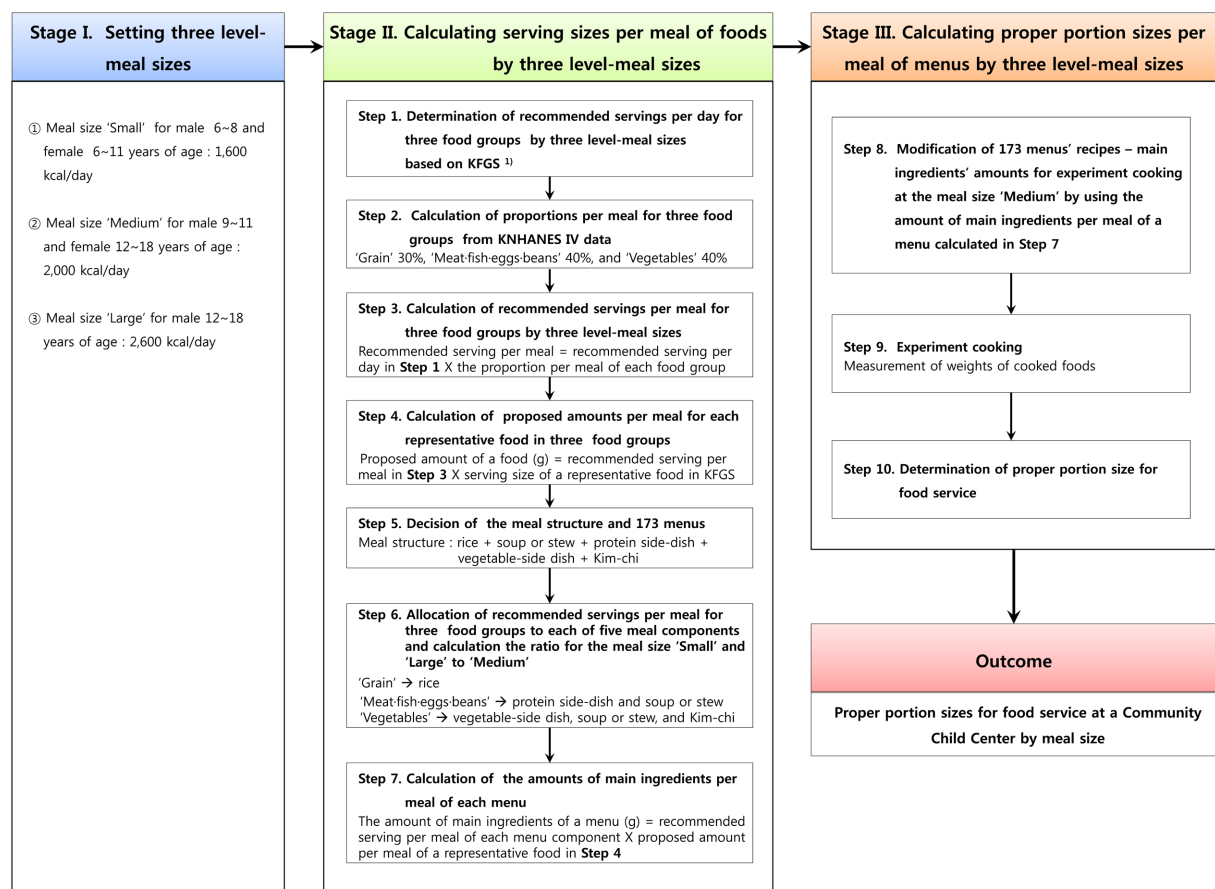 Stage I. Setting three level-
meal sizes
① Meal size ‘Small’ for male 6~8 and
female 6~11 years of age : 1,600
kcal/day
② Meal size ‘Medium’ for male 9~11
and female 12~18 years of age :
2,000 kcal/day
③ Meal size ‘Large’ for male 12~18
years of age : 2,600 kcal/day
Stage II. Calculating serving sizes per meal of foods
by three level-meal sizes
Step 1. Determination of recommended servings per day for
three food groups by three level-meal sizes
based on KFGS 1)
Step 2. Calculation of proportions per meal for three food
groups from KNHANES IV data
‘Grain’ 30%, ‘Meat·fish·eggs·beans’ 40%, and ‘Vegetables’ 40%
Step 3. Calculation of recommended servings per meal for
three food groups by three level-meal sizes
Recommended serving per meal = recommended serving per
day in Step 1 X the proportion per meal of each food group
Step 4. Calculation of proposed amounts per meal for each
representative food in three food groups
Proposed amount of a food (g) = recommended serving per
meal in Step 3 X serving size of a representative food in KFGS
Step 5. Decision of the meal structure and 173 menus
Meal structure : rice + soup or stew + protein side-dish +
vegetable-side dish + Kim-chi
Step 6. Allocation of recommended servings per meal for
three food groups to each of five meal components
and calculation the ratio for the meal size ‘Small’ and
‘Large’ to ‘Medium’
‘Grain’ → rice
‘Meat·fish·eggs·beans’ → protein side-dish and soup or stew
‘Vegetables’ → vegetable-side dish, soup or stew, and Kim-chi
Step 7. Calculation of the amounts of main ingredients per
meal of each menu
The amount of main ingredients of a menu (g) = recommended
serving per meal of each menu component X proposed amount
per meal of a representative food in Step 4
Stage III. Calculating proper portion sizes per
meal of menus by three level-meal sizes
Step 8. Modification of 173 menus’ recipes – main
ingredients’ amounts for experiment cooking
at the meal size ‘Medium’ by using the
amount of main ingredients per meal of a
menu calculated in Step 7
Step 9. Experiment cooking
Measurement of weights of cooked foods
Step 10. Determination of proper portion size for
food service
Outcome
Proper portion sizes for food service at a Community
Child Center by meal size